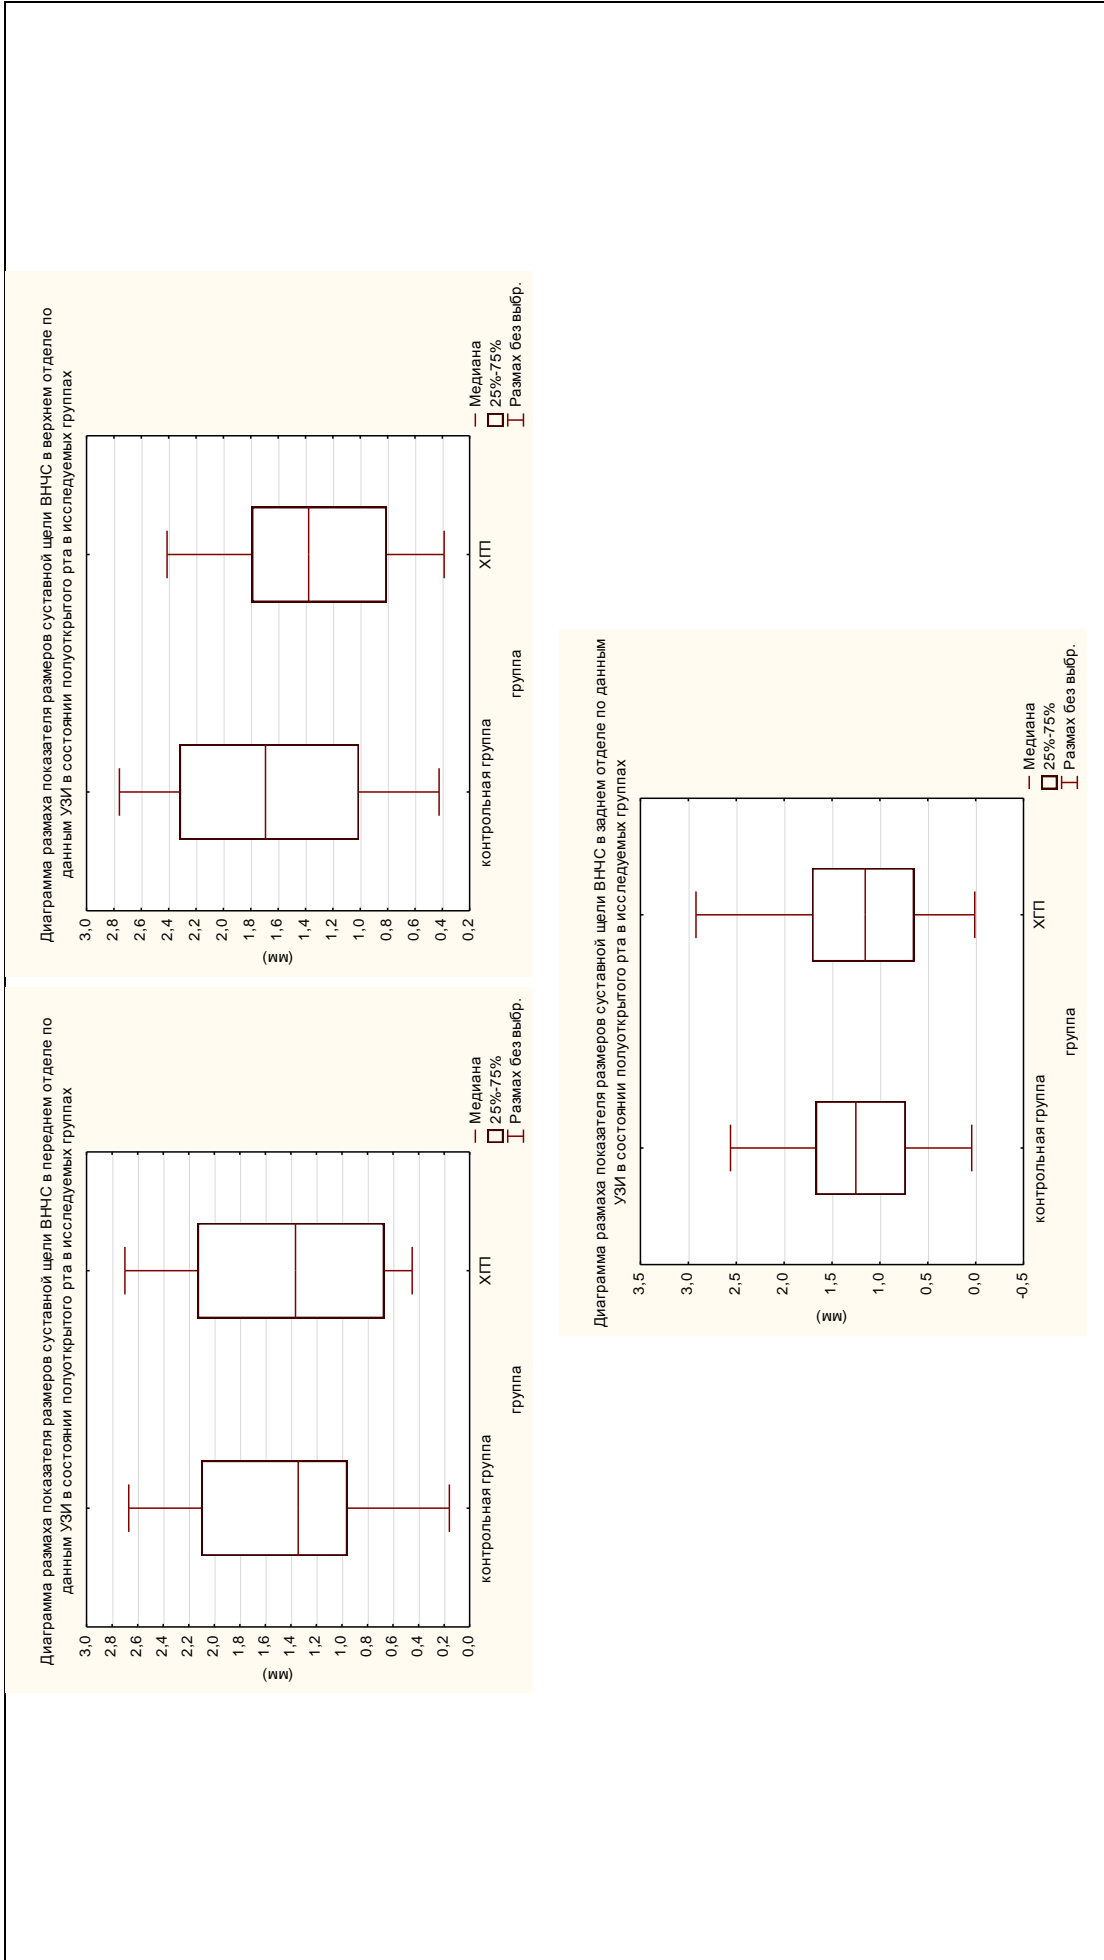 Диаграмма размаха показателя размеров суставной щели ВНЧС в переднем отделе по
данным УЗИ в состоянии полуоткрытого рта в исследуемых группах
3,0
2,8
2,6
2,4
2,2
2,0
1,8
1,6
1,4
1,2
1,0
0,8
0,6
0,4
0,2
0,0
(мм)
контрольная группа
ХГП
группа
Медиана
25%-75%
Размах без выбр.
Диаграмма размаха показателя размеров суставной щели ВНЧС в верхнем отделе по
данным УЗИ в состоянии полуоткрытого рта в исследуемых группах
3,0
2,8
2,6
2,4
2,2
2,0
1,8
1,6
1,4
1,2
1,0
0,8
0,6
0,4
0,2
(мм)
контрольная группа
ХГП
группа
Медиана
25%-75%
Размах без выбр.
Диаграмма размаха показателя размеров суставной щели ВНЧС в заднем отделе по данным
УЗИ в состоянии полуоткрытого рта в исследуемых группах
3,5
3,0
2,5
2,0
1,5
1,0
0,5
0,0
-0,5
(мм)
контрольная группа
ХГП
группа
Медиана
25%-75%
Размах без выбр.